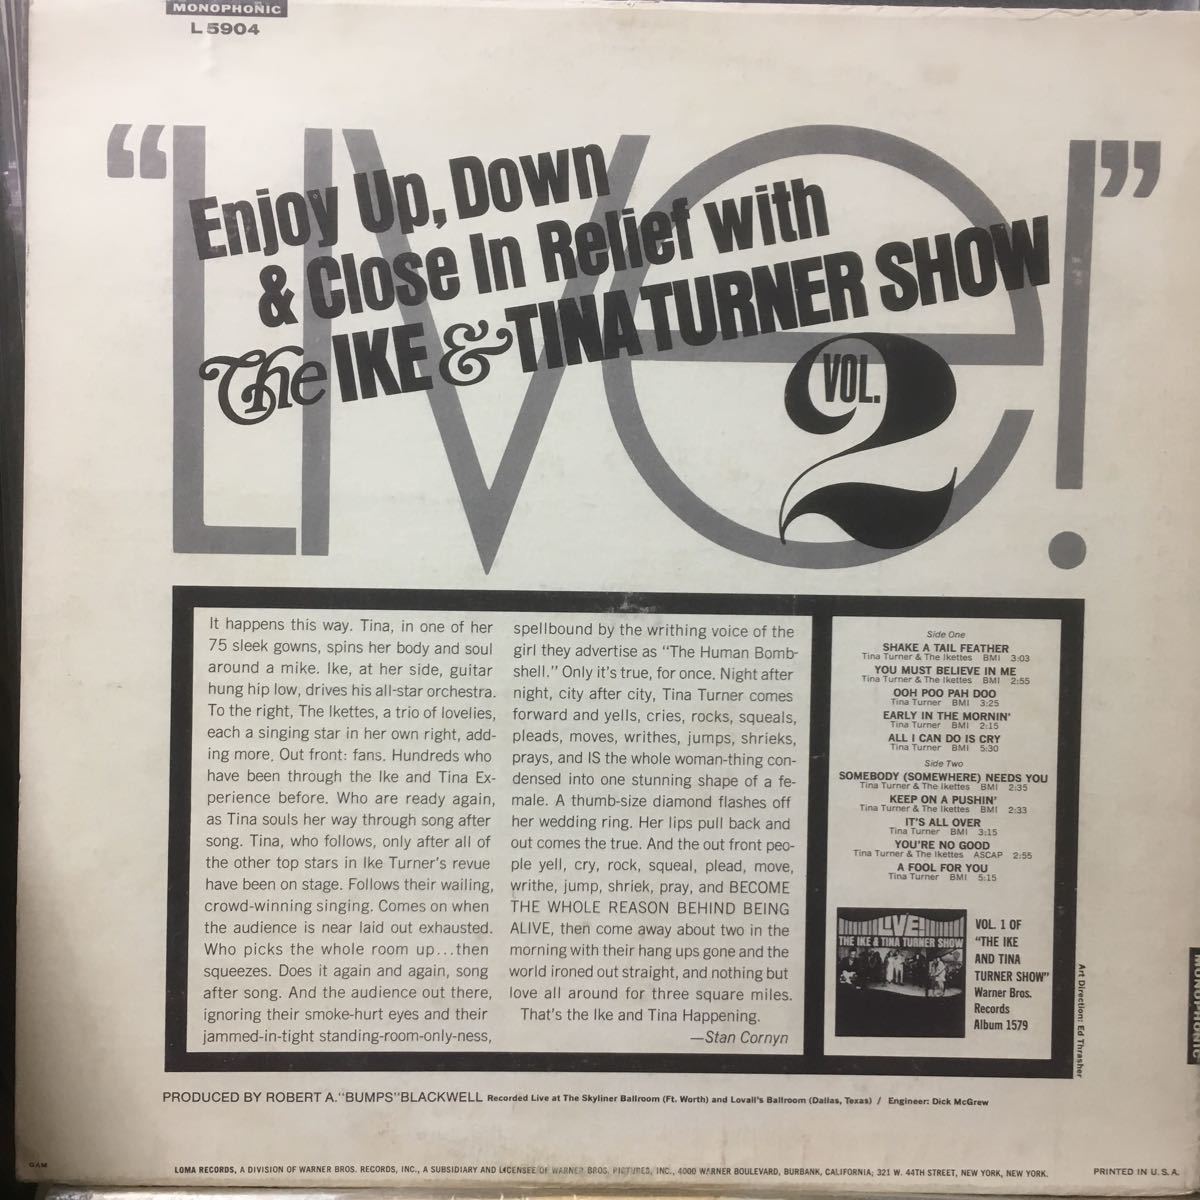 MONOPHONIC
L 5904
"Live!"
Enjoy Up, Down
& Close In Relief with
The IKE & TINA TURNER SHOW
VOL.
2
It happens this way. Tina, in one of her
75 sleek gowns, spins her body and soul
around a mike. Ike, at her side, guitar
hung hip low, drives his all-star orchestra.
To the right, The Ikettes, a trio of lovelies,
each a singing star in her own right, add-
ing more. Out front: fans. Hundreds who
have been through the Ike and Tina Ex-
perience before. Who are ready again,
as Tina souls her way through song after
song. Tina, who follows, only after all of
the other top stars in Ike Turner's revue
have been on stage. Follows their wailing,
crowd-winning singing. Comes on when
the audience is near laid out exhausted.
Who picks the whole room up...then
squeezes. Does it again and again, song
after song. And the audience out there,
ignoring their smoke-hurt eyes and their
jammed-in-tight standing-room-only-ness,
spellbound by the writhing voice of the
girl they advertise as "The Human Bomb-
shell." Only it's true, for once. Night after
night, city after city, Tina Turner comes
forward and yells, cries, rocks, squeals,
pleads, moves, writhes, jumps, shrieks,
prays, and IS the whole woman-thing con-
densed into one stunning shape of a fe-
male. A thumb-size diamond flashes off
her wedding ring. Her lips pull back and
out comes the true. And the out front peo-
ple yell, cry, rock, squeal, plead, move,
writhe, jump, shriek, pray, and BECOME
THE WHOLE REASON BEHIND BEING
ALIVE, then come away about two in the
morning with their hang ups gone and the
world ironed out straight, and nothing but
love all around for three square miles.
That's the Ike and Tina Happening.
—Stan Cornyn
Side One
SHAKE A TAIL FEATHER
Tina Turner & The Ikettes BMI 3:03
YOU MUST BELIEVE IN ME
Tina Turner & The Ikettes BMI 2:55
OOH POO PAH DOO
Tina Turner BMI 3:25
EARLY IN THE MORNIN'
Tina Turner BMI 2:15
ALL I CAN DO IS CRY
Tina Turner BMI 5:30
Side Two
SOMEBODY (SOMEWHERE) NEEDS YOU
Tina Turner & The Ikettes BMI 2:35
KEEP ON A PUSHIN'
Tina Turner & The Ikettes BMI 2:33
IT'S ALL OVER
Tina Turner BMI 3:15
YOU'RE NO GOOD
Tina Turner & The Ikettes ASCAP 2:55
A FOOL FOR YOU
Tina Turner BMI 5:15
LIVE!
THE IKE & TINA TURNER SHOW
VOL. 1 OF
"THE IKE
AND TINA
TURNER SHOW"
Warner Bros.
Records
Album 1579
Art Direction: Ed Thrasher
MONOPHONIC
PRODUCED BY ROBERT A. "BUMPS" BLACKWELL Recorded Live at The Skyliner Ballroom (Ft. Worth) and Lovall's Ballroom (Dallas, Texas) / Engineer: Dick McGrew
GAM
LOMA RECORDS, A DIVISION OF WARNER BROS. RECORDS, INC., A SUBSIDIARY AND LICENSEE OF WARNER BROS. PICTURES, INC., 4000 WARNER BOULEVARD, BURBANK, CALIFORNIA; 321 W. 44TH STREET, NEW YORK, NEW YORK.
PRINTED IN U.S.A.